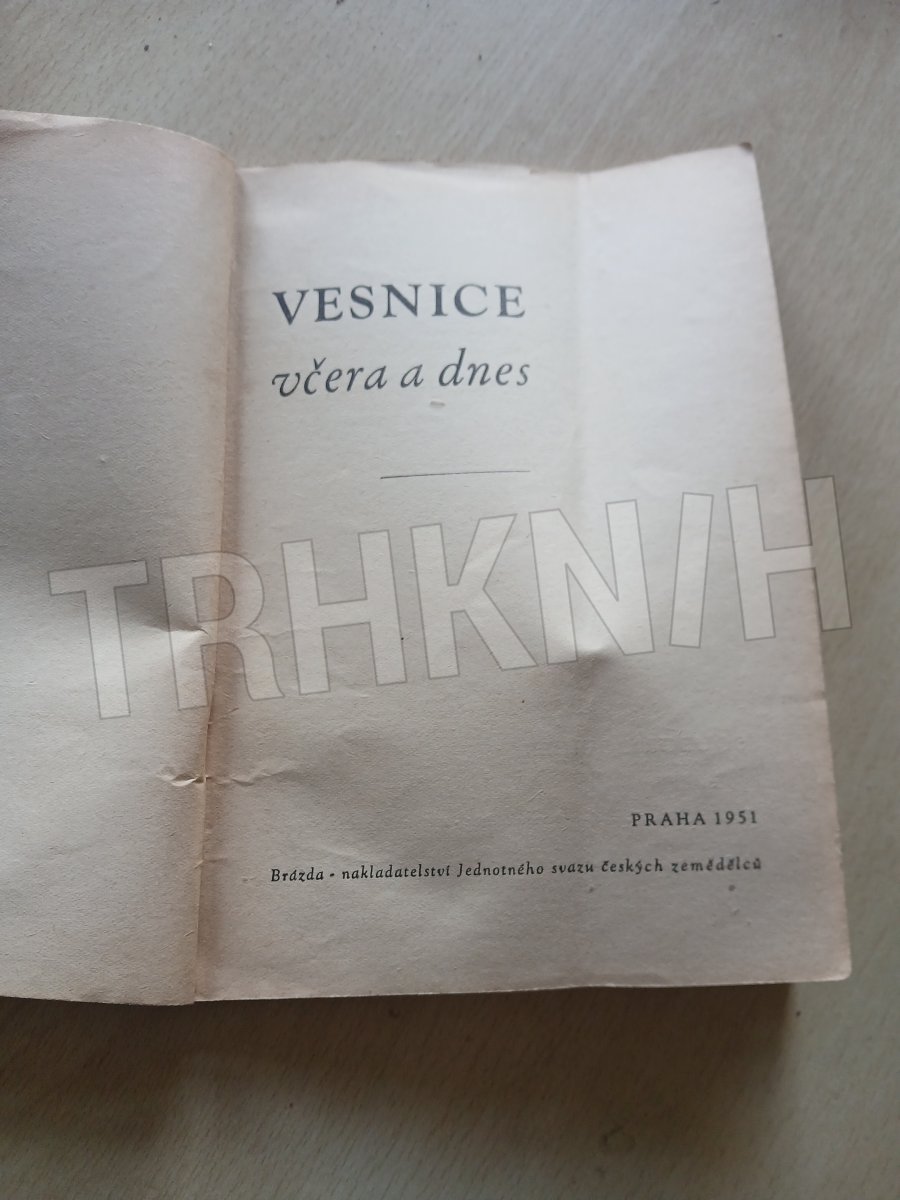 VESNICE
včera a dnes
TRHKNIH
PRAHA 1951
Brázda - nakladatelství Jednotného svazu českých zemědělců